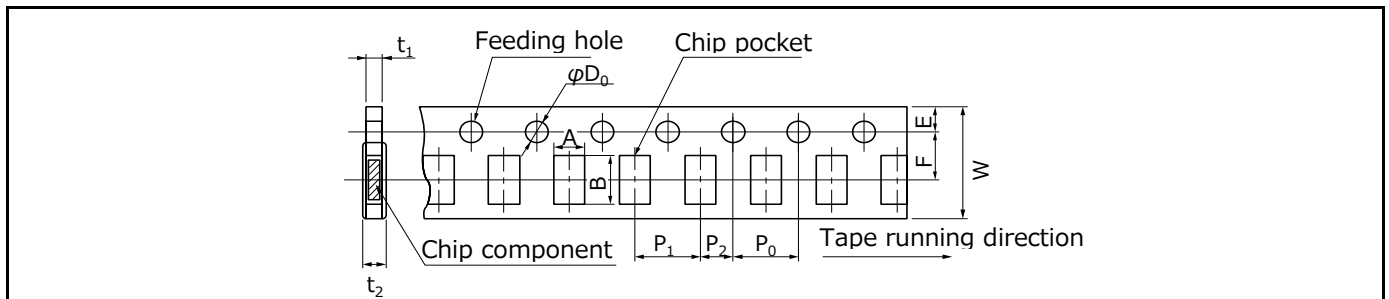 t₁
Feeding hole
Chip pocket
φD₀
A
E
B
F
W
Chip component
P₁
P₂
P₀
Tape running direction
t₂